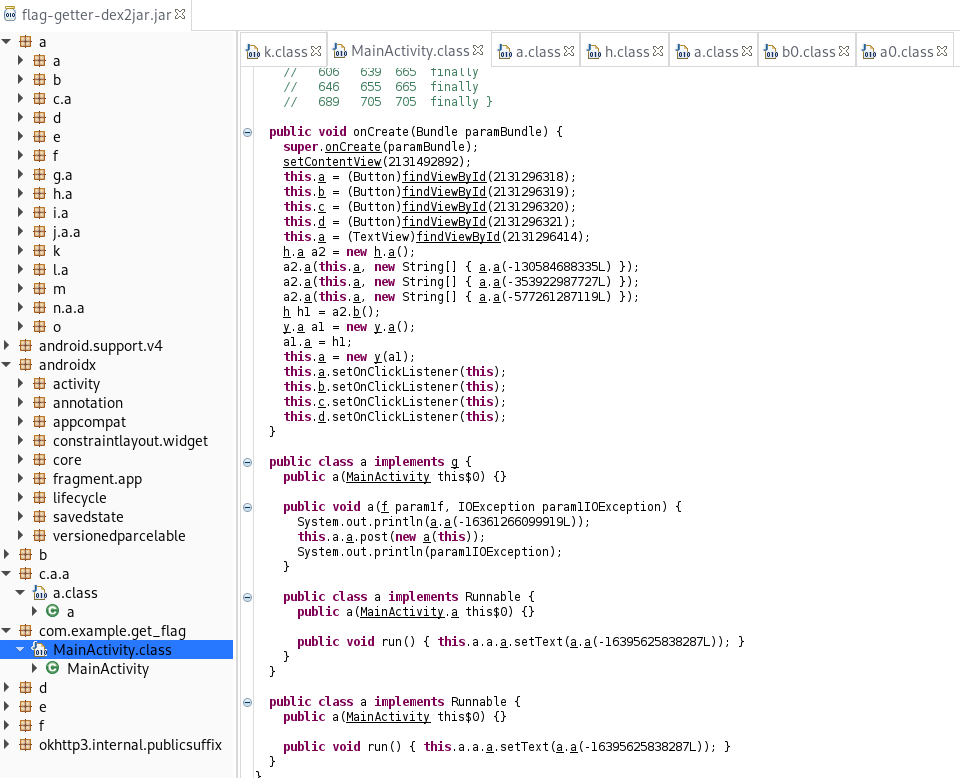 flag-getter-dex2jar.jar
a
a
b
c.a
d
e
f
g.a
h.a
i.a
j.a.a
k
l.a
m
n.a.a
o
android.support.v4
androidx
activity
annotation
appcompat
constraintlayout.widget
core
fragment.app
lifecycle
savedstate
versionedparcelable
b
c.a.a
a.class
a
com.example.get_flag
MainActivity.class
MainActivity
d
e
f
okhttp3.internal.publicsuffix
k.class MainActivity.class a.class h.class a.class b0.class a0.class
// 606 639 665 finally
// 646 655 665 finally
// 689 705 705 finally }
public void onCreate(Bundle paramBundle) {
super.onCreate(paramBundle);
setContentView(2131492892);
this.a = (Button)findViewById(2131296318);
this.b = (Button)findViewById(2131296319);
this.c = (Button)findViewById(2131296320);
this.d = (Button)findViewById(2131296321);
this.a = (TextView)findViewById(2131296414);
h.a a2 = new h.a();
a2.a(this.a, new String[] { a.a(-130584688335L) });
a2.a(this.a, new String[] { a.a(-353922987727L) });
a2.a(this.a, new String[] { a.a(-577261287119L) });
h h1 = a2.b();
y.a a1 = new y.a();
a1.a = h1;
this.a = new y(a1);
this.a.setOnClickListener(this);
this.b.setOnClickListener(this);
this.c.setOnClickListener(this);
this.d.setOnClickListener(this);
}
public class a implements g {
public a(MainActivity this$0) {}
public void a(f param1f, IOException param1IOException) {
System.out.println(a.a(-16361266099919L));
this.a.a.post(new a(this));
System.out.println(param1IOException);
}
public class a implements Runnable {
public a(MainActivity.a this$0) {}
public void run() { this.a.a.a.setText(a.a(-16395625838287L)); }
}
}
public class a implements Runnable {
public a(MainActivity this$0) {}
public void run() { this.a.a.a.setText(a.a(-16395625838287L)); }
}
}